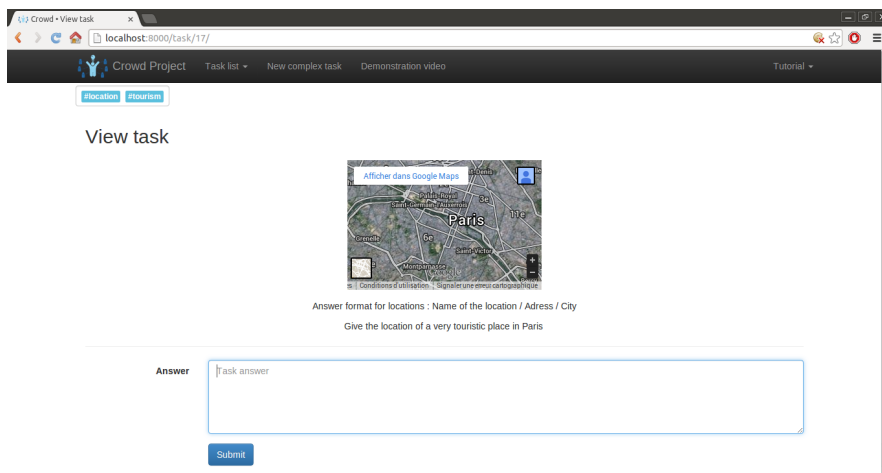 Crowd • View task
localhost:8000/task/17/
Crowd Project Task list New complex task Demonstration video Tutorial
#location #tourism
View task
Afficher dans Google Maps
t-Denis
Palais-Royal
3e
Saint-Germain-l'Auxerrois
11e
Paris
Grenelle
6e
Saint-Victor
Montparnasse
Conditions d'utilisation Signaler une erreur cartographique
Answer format for locations : Name of the location / Adress / City
Give the location of a very touristic place in Paris
Answer Task answer
Submit